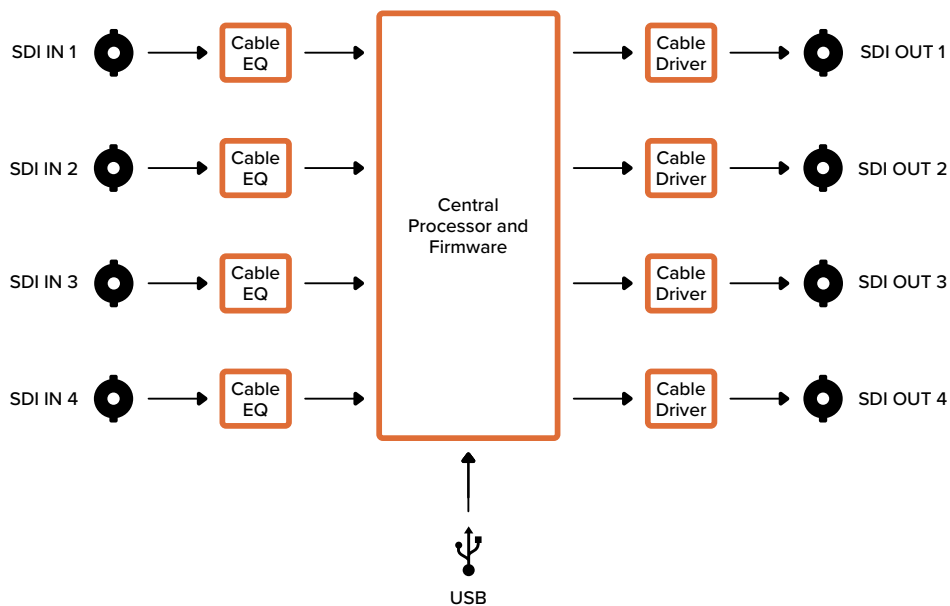 SDI IN 1
Cable
EQ
Cable
Driver
SDI OUT 1
SDI IN 2
Cable
EQ
Cable
Driver
SDI OUT 2
Central
Processor and
Firmware
SDI IN 3
Cable
EQ
Cable
Driver
SDI OUT 3
SDI IN 4
Cable
EQ
Cable
Driver
SDI OUT 4
USB